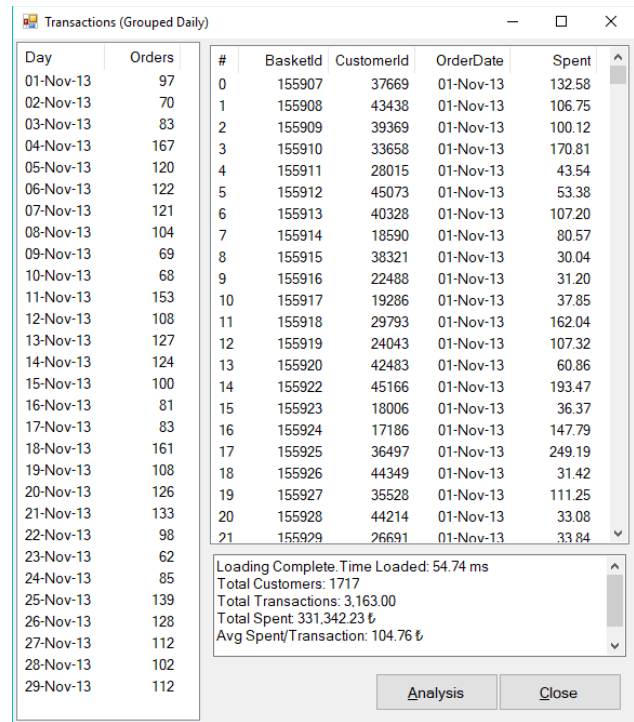 Transactions (Grouped Daily)
Day Orders
01-Nov-13 97
02-Nov-13 70
03-Nov-13 83
04-Nov-13 167
05-Nov-13 120
06-Nov-13 122
07-Nov-13 121
08-Nov-13 104
09-Nov-13 69
10-Nov-13 68
11-Nov-13 153
12-Nov-13 108
13-Nov-13 127
14-Nov-13 124
15-Nov-13 100
16-Nov-13 81
17-Nov-13 83
18-Nov-13 161
19-Nov-13 108
20-Nov-13 126
21-Nov-13 133
22-Nov-13 98
23-Nov-13 62
24-Nov-13 85
25-Nov-13 139
26-Nov-13 128
27-Nov-13 112
28-Nov-13 102
29-Nov-13 112
# BasketId CustomerId OrderDate Spent
0 155907 37669 01-Nov-13 132.58
1 155908 43438 01-Nov-13 106.75
2 155909 39369 01-Nov-13 100.12
3 155910 33658 01-Nov-13 170.81
4 155911 28015 01-Nov-13 43.54
5 155912 45073 01-Nov-13 53.38
6 155913 40328 01-Nov-13 107.20
7 155914 18590 01-Nov-13 80.57
8 155915 38321 01-Nov-13 30.04
9 155916 22488 01-Nov-13 31.20
10 155917 19286 01-Nov-13 37.85
11 155918 29793 01-Nov-13 162.04
12 155919 24043 01-Nov-13 107.32
13 155920 42483 01-Nov-13 60.86
14 155922 45166 01-Nov-13 193.47
15 155923 18006 01-Nov-13 36.37
16 155924 17186 01-Nov-13 147.79
17 155925 36497 01-Nov-13 249.19
18 155926 44349 01-Nov-13 31.42
19 155927 35528 01-Nov-13 111.25
20 155928 44214 01-Nov-13 33.08
21 155929 26691 01-Nov-13 33.84
Loading Complete.Time Loaded: 54.74 ms
Total Customers: 1717
Total Transactions: 3,163.00
Total Spent: 331,342.23 ₺
Avg Spent/Transaction: 104.76 ₺
Analysis Close